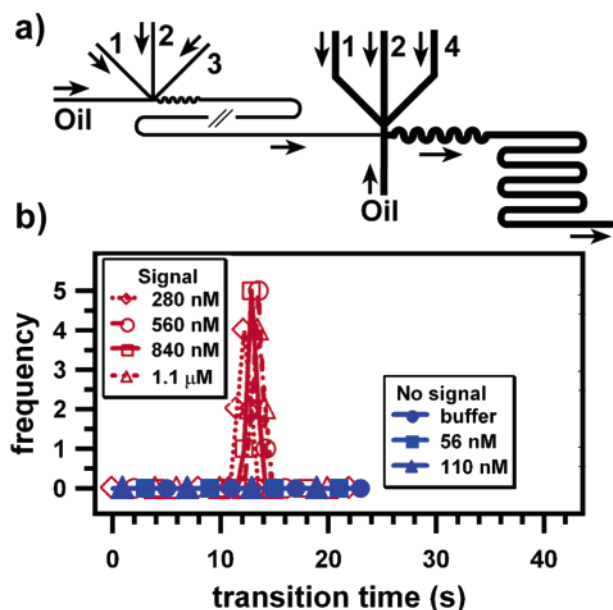 a)
1 2 3
Oil
1 2 4
Oil
b)
Signal
280 nM
560 nM
840 nM
1.1 μM
No signal
buffer
56 nM
110 nM
frequency
5
4
3
2
1
0
0 10 20 30 40
transition time (s)